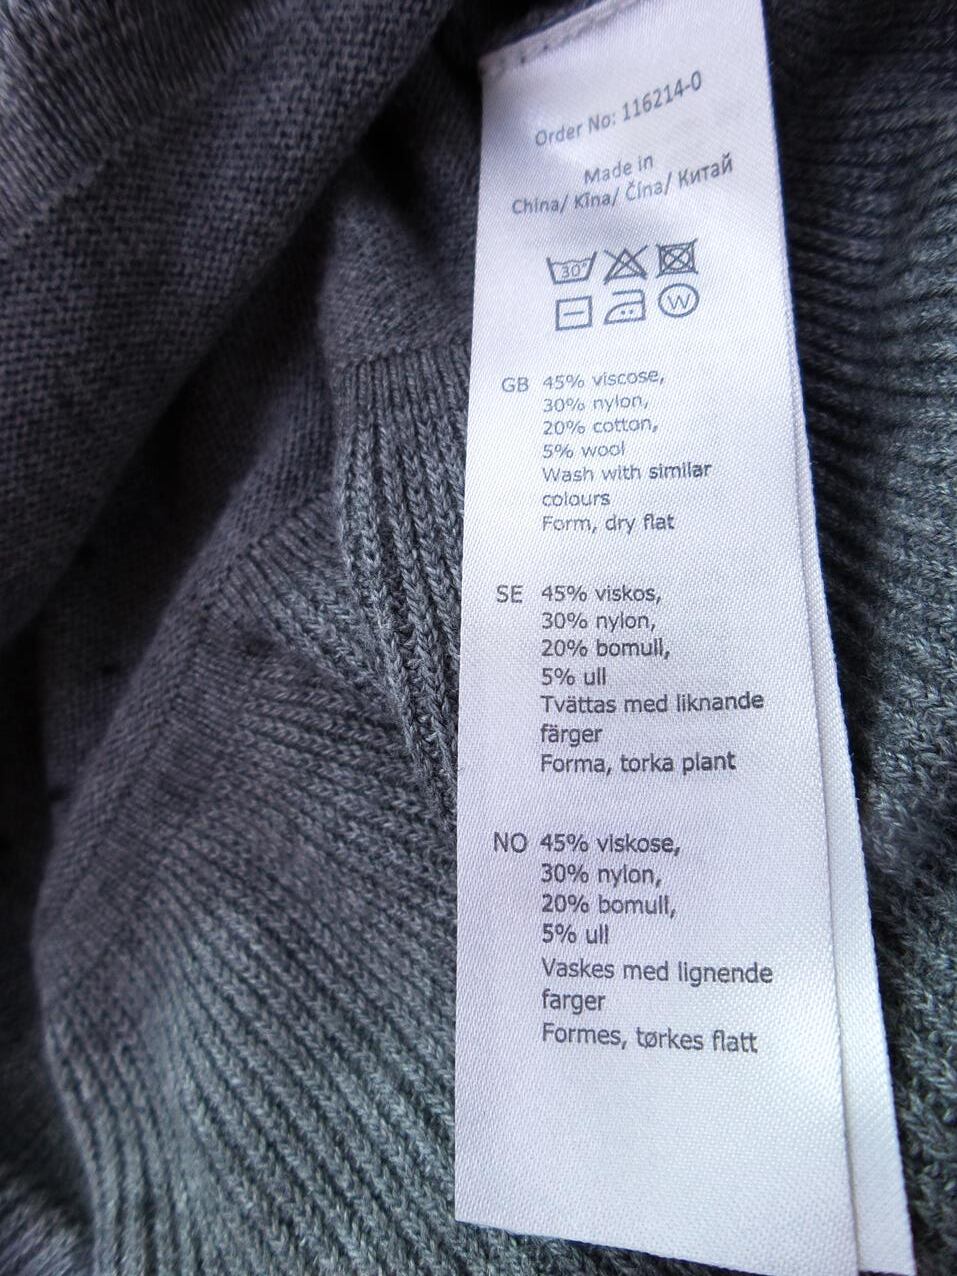 Order No: 116214-0
Made in
China/ Ķīna/ Čína/ Китай
30°
W
GB 45% viscose,
30% nylon,
20% cotton,
5% wool
Wash with similar
colours
Form, dry flat
SE 45% viskos,
30% nylon,
20% bomull,
5% ull
Tvättas med liknande
färger
Forma, torka plant
NO 45% viskose,
30% nylon,
20% bomull,
5% ull
Vaskes med lignende
farger
Formes, tørkes flatt